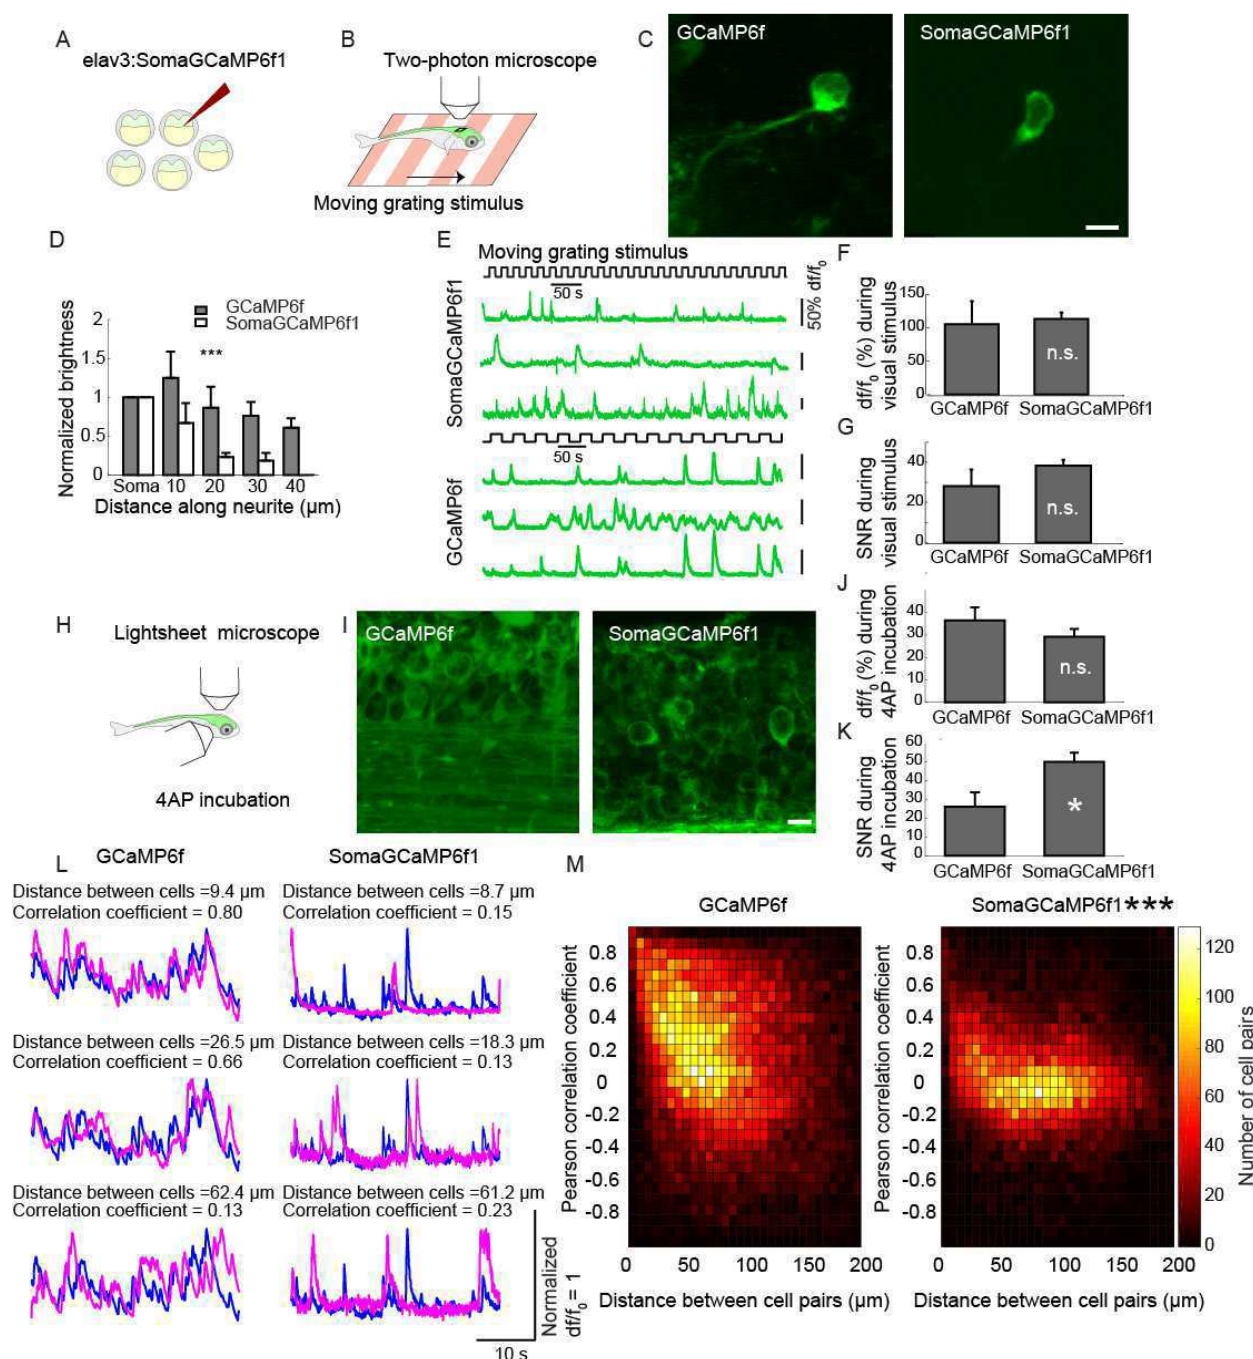 A
elav3:SomaGCaMP6f1
B
Two-photon microscope
Moving grating stimulus
C
GCaMP6f
SomaGCaMP6f1
D
Normalized brightness
2
1.5
1
0.5
0
GCaMP6f
SomaGCaMP6f1
***
Soma 10 20 30 40
Distance along neurite (µm)
E
Moving grating stimulus
50 s
50% df/f0
SomaGCaMP6f1
50 s
GCaMP6f
F
df/f0 (%) during
visual stimulus
150
100
50
0
n.s.
GCaMP6f SomaGCaMP6f1
G
SNR during
visual stimulus
40
20
0
n.s.
GCaMP6f SomaGCaMP6f1
H
Lightsheet microscope
4AP incubation
I
GCaMP6f
SomaGCaMP6f1
J
df/f0 (%) during
4AP incubation
40
30
20
10
0
n.s.
GCaMP6f SomaGCaMP6f1
K
SNR during
4AP incubation
60
50
40
30
20
10
0
*
GCaMP6f SomaGCaMP6f1
L
GCaMP6f
SomaGCaMP6f1
Distance between cells =9.4 µm
Correlation coefficient = 0.80
Distance between cells =8.7 µm
Correlation coefficient = 0.15
Distance between cells =26.5 µm
Correlation coefficient = 0.66
Distance between cells =18.3 µm
Correlation coefficient = 0.13
Distance between cells =62.4 µm
Correlation coefficient = 0.13
Distance between cells =61.2 µm
Correlation coefficient = 0.23
Normalized
df/f0 = 1
10 s
M
GCaMP6f
Pearson correlation coefficient
0.8
0.6
0.4
0.2
0
-0.2
-0.4
-0.6
-0.8
0 50 100 150 200
Distance between cell pairs (µm)
SomaGCaMP6f1***
Pearson correlation coefficient
0.8
0.6
0.4
0.2
0
-0.2
-0.4
-0.6
-0.8
0 50 100 150 200
Distance between cell pairs (µm)
120
100
80
60
40
20
0
Number of cell pairs